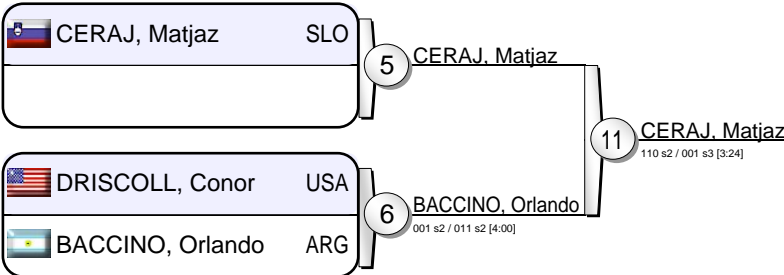 CERAJ, Matjaz SLO
5 CERAJ, Matjaz
11 CERAJ, Matjaz
110 s2 / 001 s3 [3:24]
DRISCOLL, Conor USA
6 BACCINO, Orlando
001 s2 / 011 s2 [4:00]
BACCINO, Orlando ARG